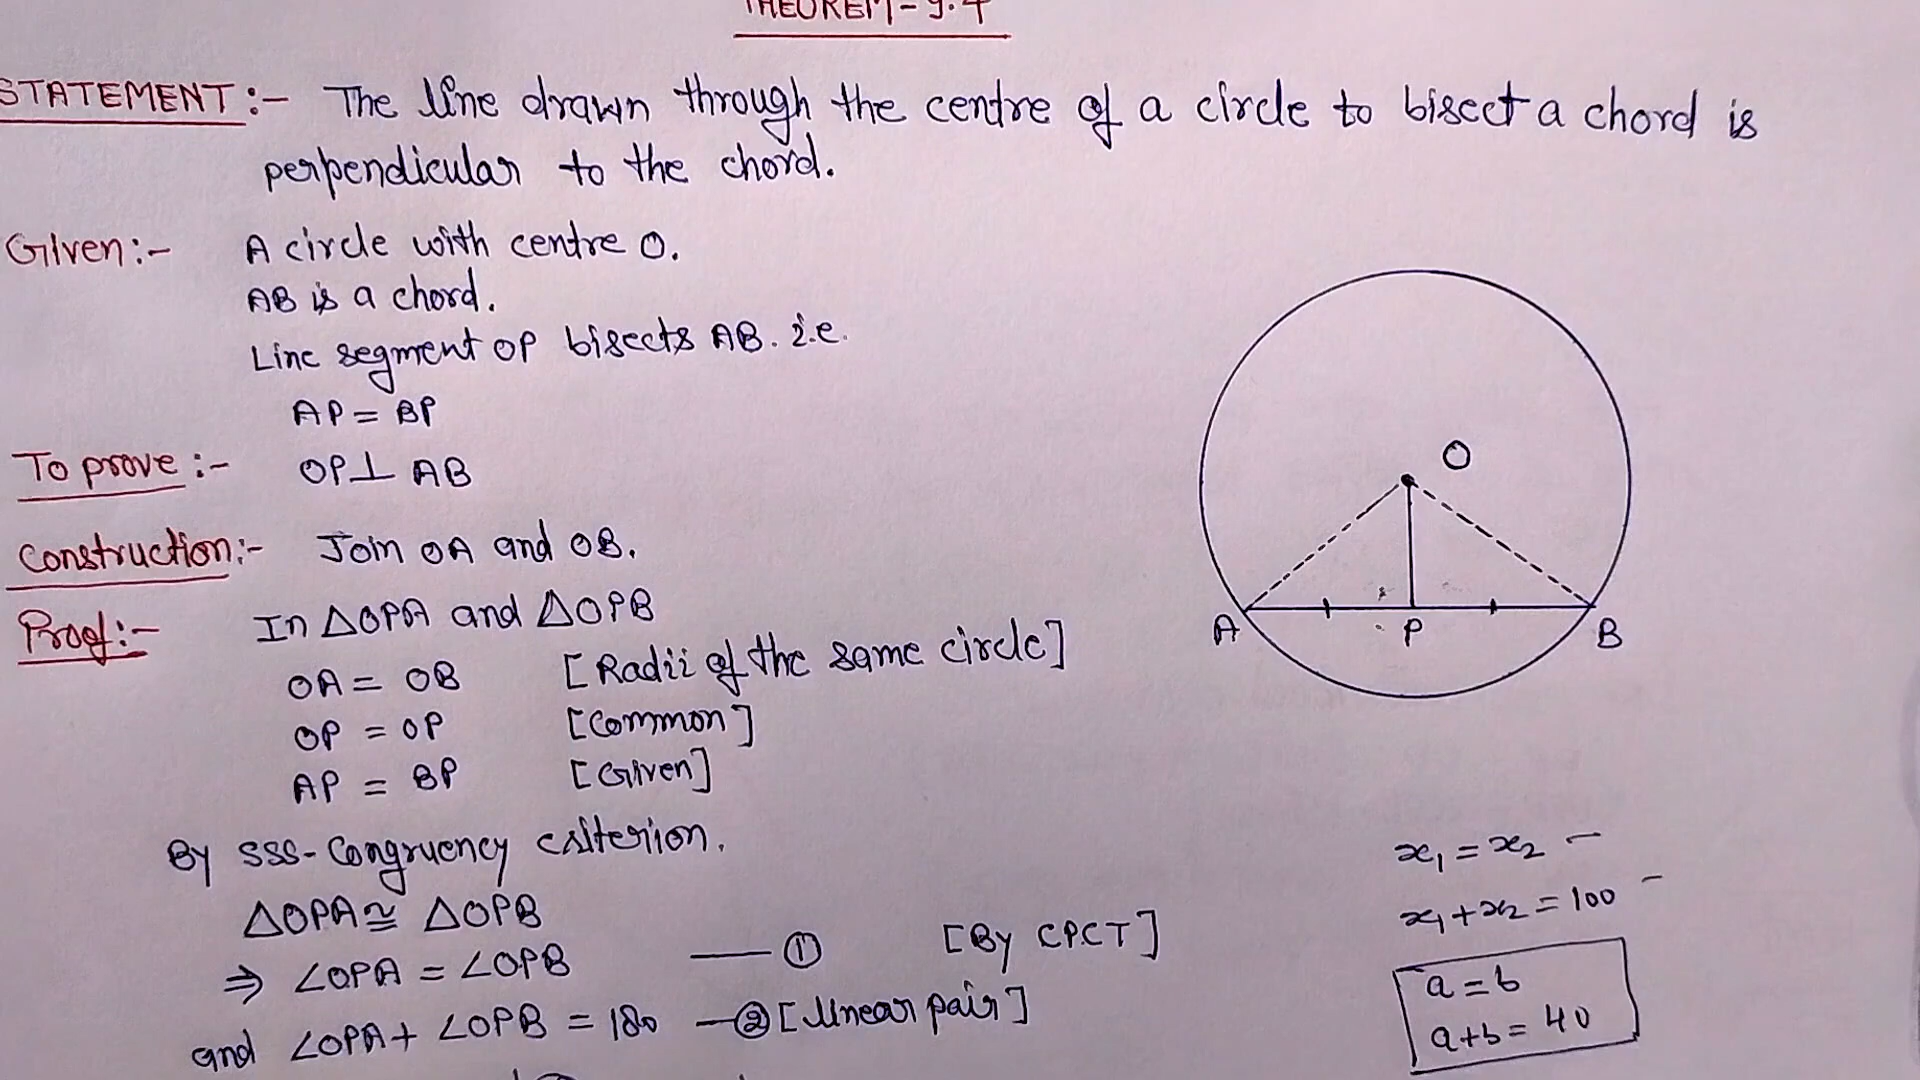 THEOREM-9.4
STATEMENT :- The line drawn through the centre of a circle to bisect a chord is
perpendicular to the chord.
Given :- A circle with centre O.
AB is a chord.
Line segment OP bisects AB. i.e.
AP = BP
To prove :- OP⊥ AB
Construction:- Join OA and OB.
Proof:- In △OPA and △OPB
OA = OB [Radii of the same circle]
OP = OP [Common]
AP = BP [Given]
By SSS-Congruency criterion.
△OPA ≅ △OPB
⇒ ∠OPA = ∠OPB —— ① [By CPCT]
and ∠OPA + ∠OPB = 180 —② [linear pair]
O
A
P
B
x₁ = x₂ –
x₁ + x₂ = 100 –
a = b
a+b = 40